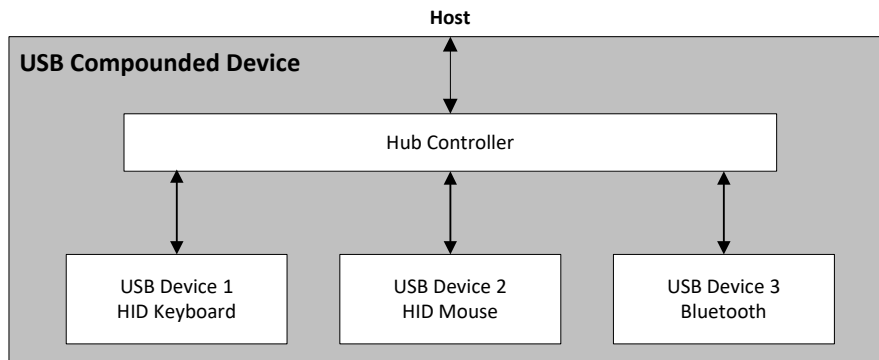 Host
USB Compounded Device
Hub Controller
USB Device 1
HID Keyboard
USB Device 2
HID Mouse
USB Device 3
Bluetooth